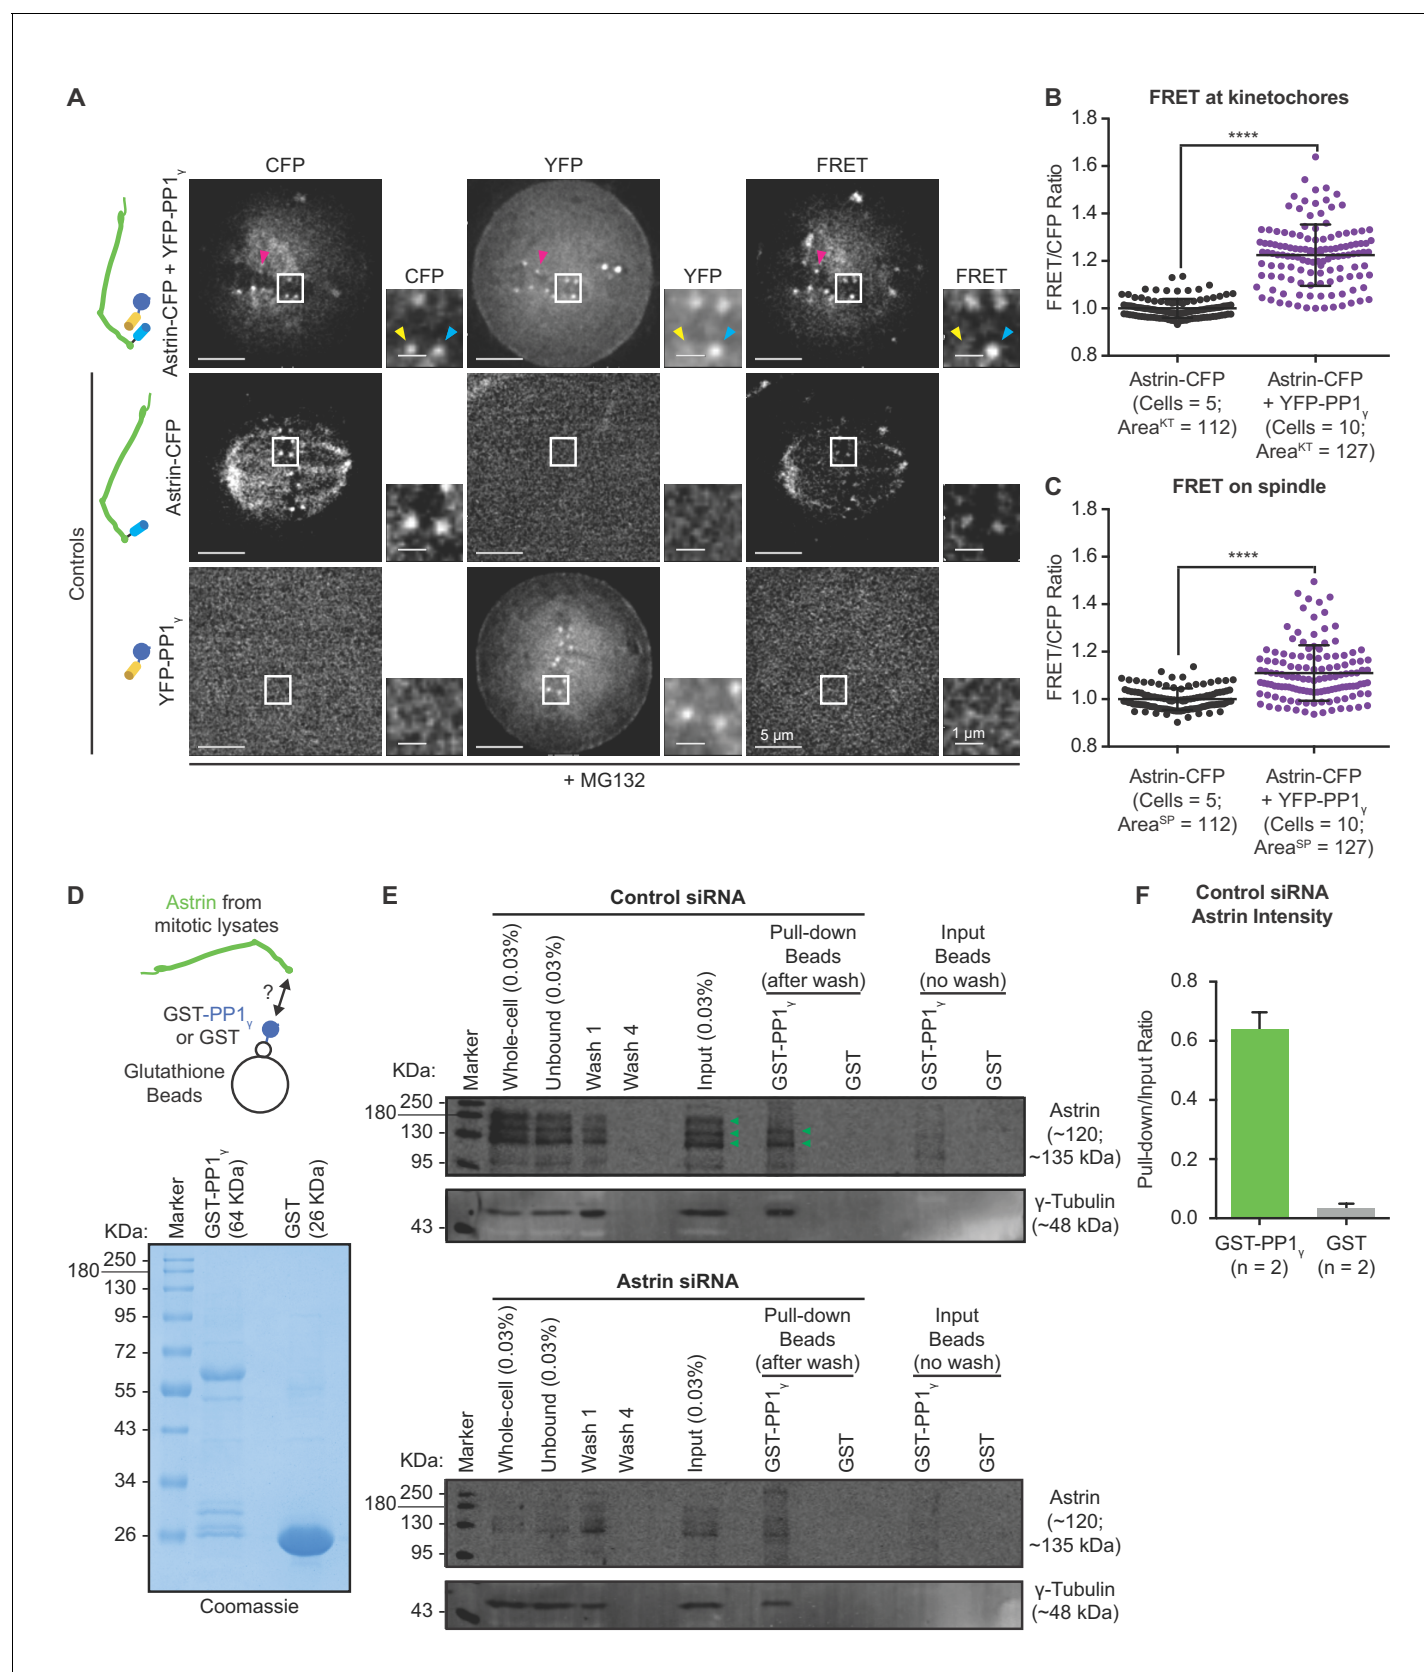 A
CFP
YFP
FRET
Astrin-CFP + YFP-PP1γ
CFP
YFP
FRET
Controls
Astrin-CFP
YFP-PP1γ
5 µm
1 µm
+ MG132
B
FRET at kinetochores
FRET/CFP Ratio
1.8
1.6
1.4
1.2
1.0
0.8
****
Astrin-CFP
(Cells = 5;
Area^KT = 112)
Astrin-CFP
+ YFP-PP1γ
(Cells = 10;
Area^KT = 127)
C
FRET on spindle
FRET/CFP Ratio
1.8
1.6
1.4
1.2
1.0
0.8
****
Astrin-CFP
(Cells = 5;
Area^SP = 112)
Astrin-CFP
+ YFP-PP1γ
(Cells = 10;
Area^SP = 127)
D
Astrin from
mitotic lysates
?
GST-PP1γ
or GST
Glutathione
Beads
KDa:
Marker
GST-PP1γ
(64 KDa)
GST
(26 KDa)
250
180
130
95
72
55
43
34
26
Coomassie
E
Control siRNA
Pull-down
Beads
(after wash)
Input
Beads
(no wash)
KDa:
Marker
Whole-cell (0.03%)
Unbound (0.03%)
Wash 1
Wash 4
Input (0.03%)
GST-PP1γ
GST
GST-PP1γ
GST
250
180
130
95
Astrin
(~120;
~135 kDa)
43
γ-Tubulin
(~48 kDa)
Astrin siRNA
Pull-down
Beads
(after wash)
Input
Beads
(no wash)
KDa:
Marker
Whole-cell (0.03%)
Unbound (0.03%)
Wash 1
Wash 4
Input (0.03%)
GST-PP1γ
GST
GST-PP1γ
GST
250
180
130
95
Astrin
(~120;
~135 kDa)
43
γ-Tubulin
(~48 kDa)
F
Control siRNA
Astrin Intensity
Pull-down/Input Ratio
0.8
0.6
0.4
0.2
0.0
GST-PP1γ
(n = 2)
GST
(n = 2)